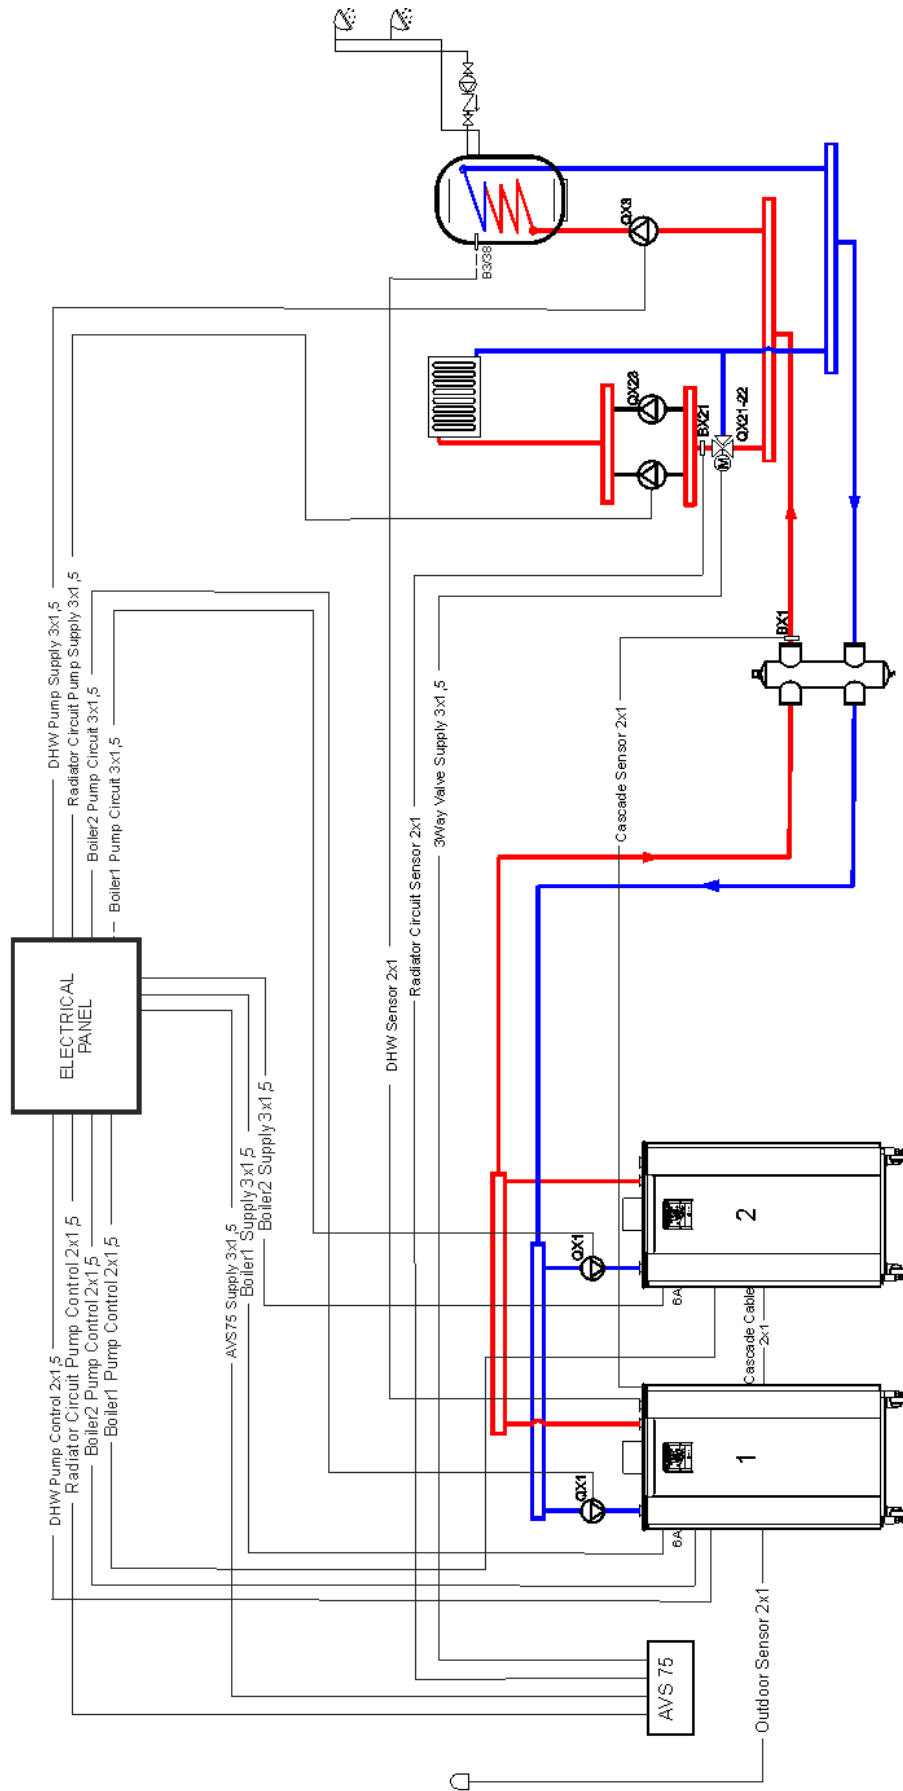 ELECTRICAL
PANEL
DHW Pump Control 2x1,5
Radiator Circuit Pump Control 2x1,5
Boiler2 Pump Control 2x1,5
Boiler1 Pump Control 2x1,5
DHW Pump Supply 3x1,5
Radiator Circuit Pump Supply 3x1,5
Boiler2 Pump Circuit 3x1,5
Boiler1 Pump Circuit 3x1,5
AVS75 Supply 3x1,5
Boiler1 Supply 3x1,5
Boiler2 Supply 3x1,5
DHW Sensor 2x1
Radiator Circuit Sensor 2x1
3Way Valve Supply 3x1,5
Cascade Sensor 2x1
B3/38
QX3
QX23
BX21
QX21-22
M
BX1
QX1
QX1
6A
6A
1
2
Cascade Cable
2x1
AVS 75
Outdoor Sensor 2x1